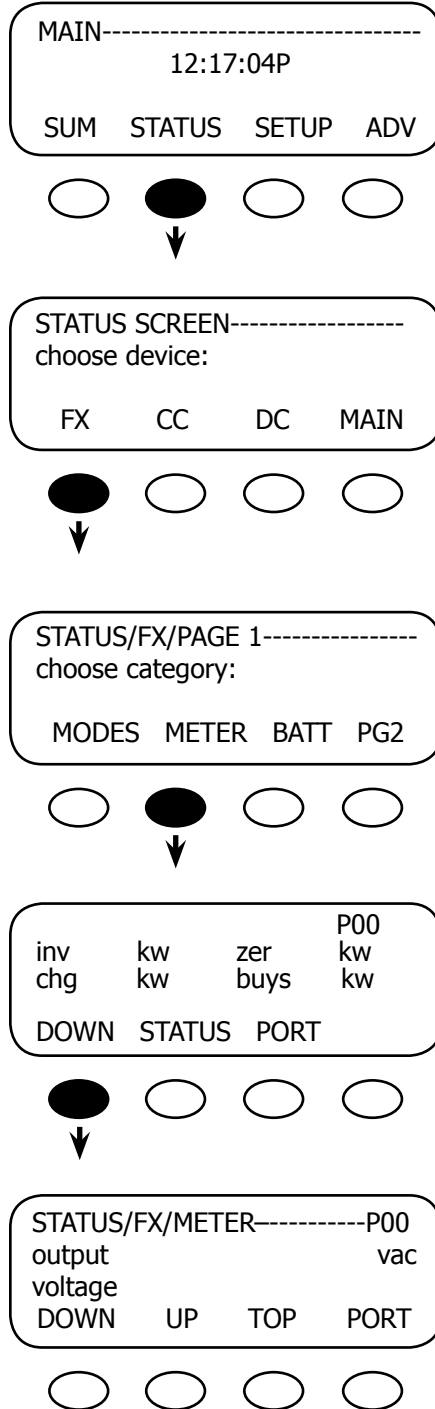 MAIN---------------------------------
12:17:04P
SUM STATUS SETUP ADV
STATUS SCREEN------------------
choose device:
FX CC DC MAIN
STATUS/FX/PAGE 1----------------
choose category:
MODES METER BATT PG2
P00
inv kw zer kw
chg kw buys kw
DOWN STATUS PORT
STATUS/FX/METER–-----------P00
output vac
voltage
DOWN UP TOP PORT